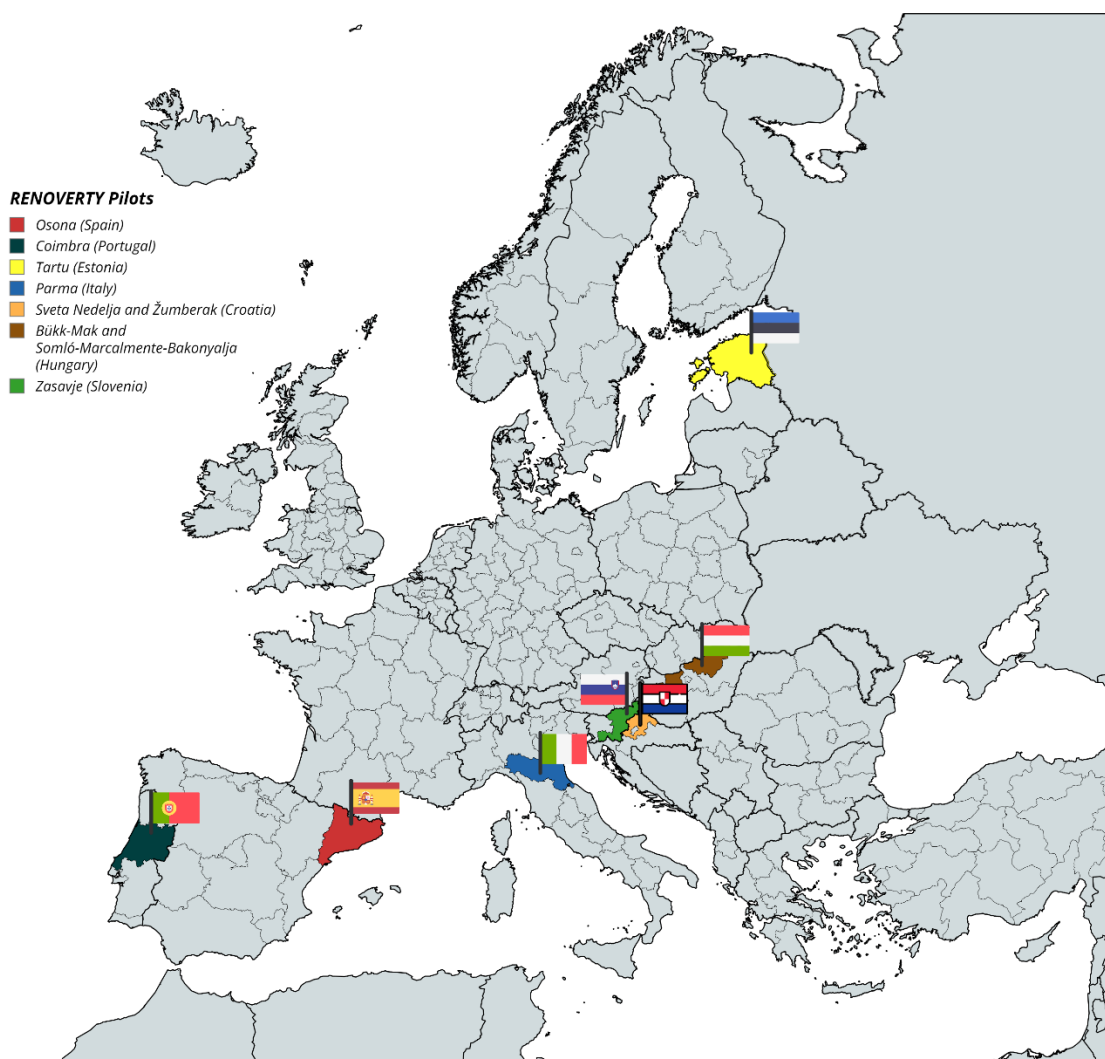 RENOVERTY Pilots
Osona (Spain)
Coimbra (Portugal)
Tartu (Estonia)
Parma (Italy)
Sveta Nedelja and Žumberak (Croatia)
Bükk-Mak and
Somló-Marcalmente-Bakonyalja
(Hungary)
Zasavje (Slovenia)